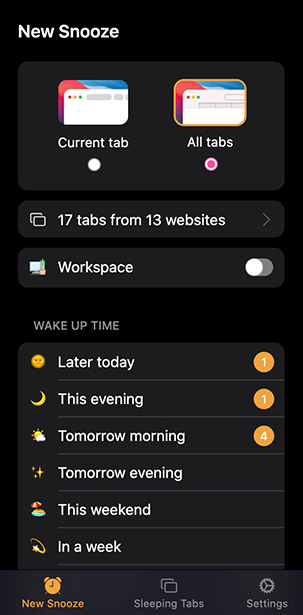 New Snooze
Current tab
All tabs
17 tabs from 13 websites
Workspace
WAKE UP TIME
Later today 1
This evening 1
Tomorrow morning 4
Tomorrow evening
This weekend
In a week
New Snooze
Sleeping Tabs
Settings